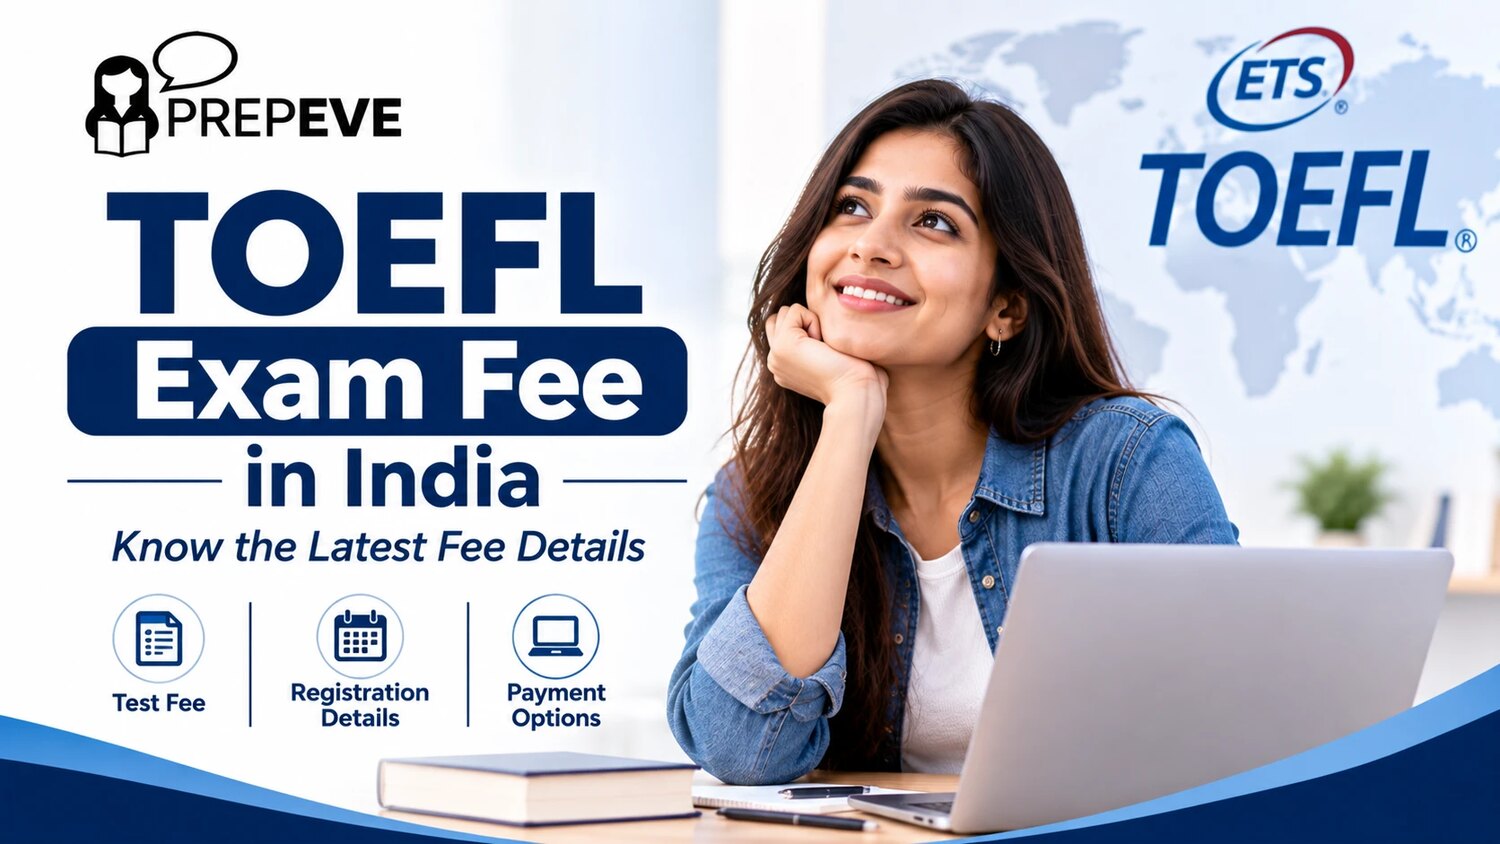 PREPEVE
TOEFL
Exam Fee
in India
Know the Latest Fee Details
Test Fee
Registration
Details
Payment
Options
ETS®
TOEFL®